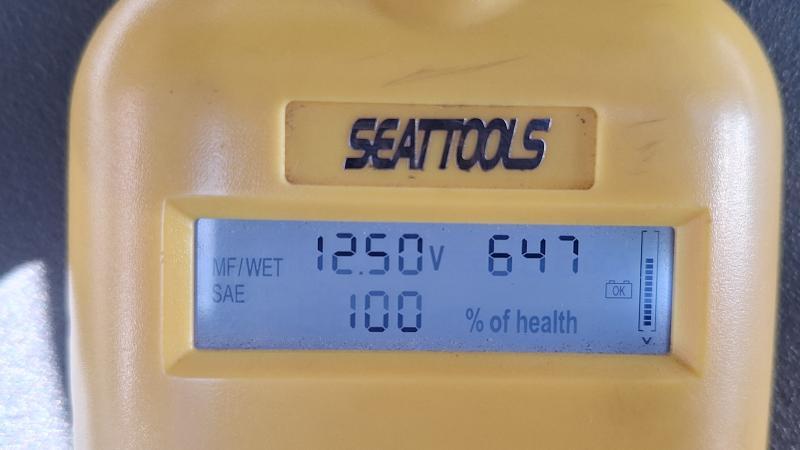 SEATTOOLS
MF/WET 12.50V 647
SAE OK
100 % of health
V